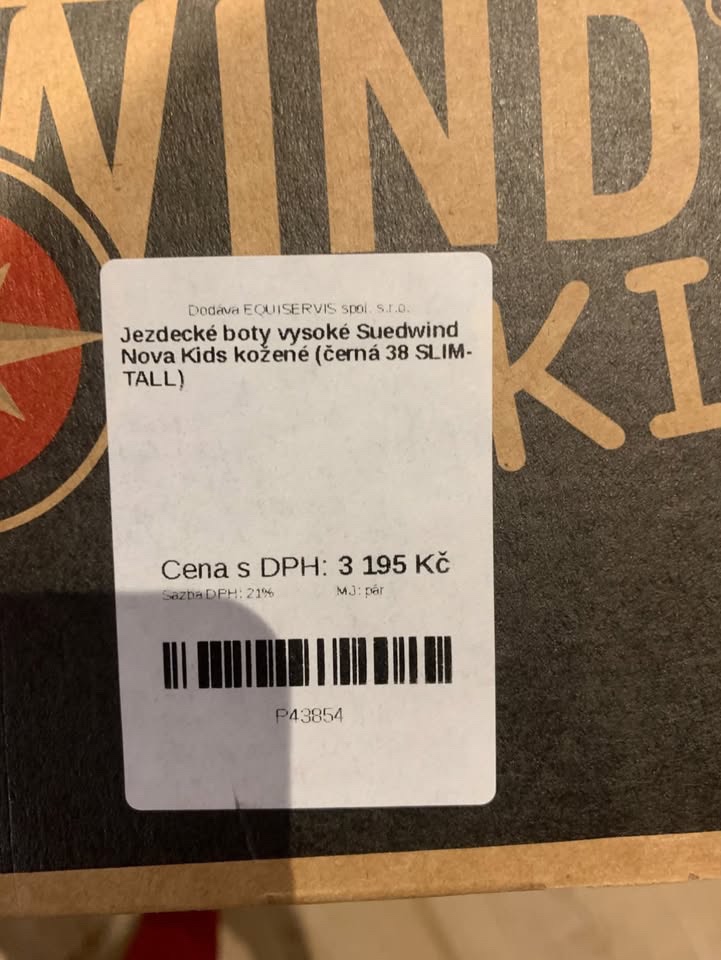 WIND
KI
Dodává EQUISERVIS spol. s.r.o.
Jezdecké boty vysoké Suedwind
Nova Kids kožené (černá 38 SLIM-
TALL)
Cena s DPH: 3 195 Kč
Sazba DPH: 21% MJ: pár
P43854